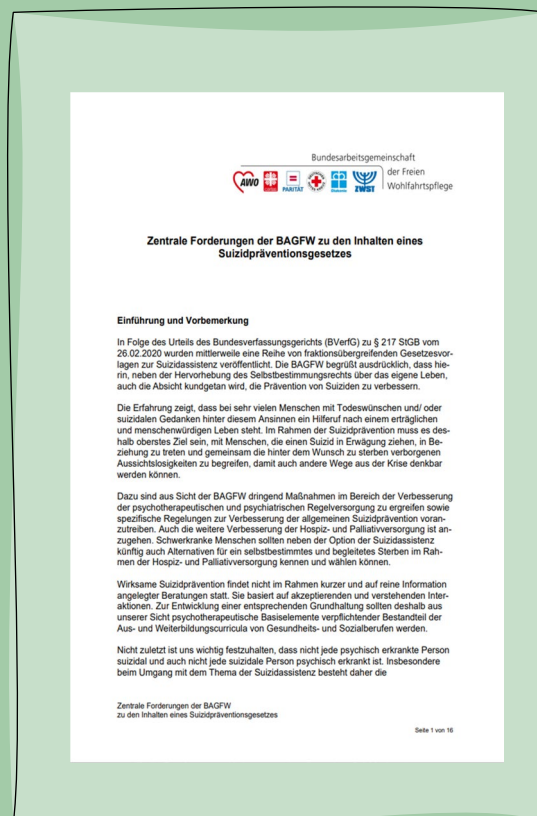 Bundesarbeitsgemeinschaft
der Freien
Wohlfahrtspflege
AWO
PARITÄT
Diakonie
ZWST
Zentrale Forderungen der BAGFW zu den Inhalten eines
Suizidpräventionsgesetzes
Einführung und Vorbemerkung
In Folge des Urteils des Bundesverfassungsgerichts (BVerfG) zu § 217 StGB vom
26.02.2020 wurden mittlerweile eine Reihe von fraktionsübergreifenden Gesetzesvor-
lagen zur Suizidassistenz veröffentlicht. Die BAGFW begrüßt ausdrücklich, dass hie-
rin, neben der Hervorhebung des Selbstbestimmungsrechts über das eigene Leben,
auch die Absicht kundgetan wird, die Prävention von Suiziden zu verbessern.
Die Erfahrung zeigt, dass bei sehr vielen Menschen mit Todeswünschen und/ oder
suizidalen Gedanken hinter diesem Ansinnen ein Hilferuf nach einem erträglichen
und menschenwürdigen Leben steht. Im Rahmen der Suizidprävention muss es des-
halb oberstes Ziel sein, mit Menschen, die einen Suizid in Erwägung ziehen, in Be-
ziehung zu treten und gemeinsam die hinter dem Wunsch zu sterben verborgenen
Aussichtslosigkeiten zu begreifen, damit auch andere Wege aus der Krise denkbar
werden können.
Dazu sind aus Sicht der BAGFW dringend Maßnahmen im Bereich der Verbesserung
der psychotherapeutischen und psychiatrischen Regelversorgung zu ergreifen sowie
spezifische Regelungen zur Verbesserung der allgemeinen Suizidprävention voran-
zutreiben. Auch die weitere Verbesserung der Hospiz- und Palliativversorgung ist an-
zugehen. Schwerkranke Menschen sollten neben der Option der Suizidassistenz
künftig auch Alternativen für ein selbstbestimmtes und begleitetes Sterben im Rah-
men der Hospiz- und Palliativversorgung kennen und wählen können.
Wirksame Suizidprävention findet nicht im Rahmen kurzer und auf reine Information
angelegter Beratungen statt. Sie basiert auf akzeptierenden und verstehenden Inter-
aktionen. Zur Entwicklung einer entsprechenden Grundhaltung sollten deshalb aus
unserer Sicht psychotherapeutische Basiselemente verpflichtender Bestandteil der
Aus- und Weiterbildungscurricula von Gesundheits- und Sozialberufen werden.
Nicht zuletzt ist uns wichtig festzuhalten, dass nicht jede psychisch erkrankte Person
suizidal und auch nicht jede suizidale Person psychisch erkrankt ist. Insbesondere
beim Umgang mit dem Thema der Suizidassistenz besteht daher die
Zentrale Forderungen der BAGFW
zu den Inhalten eines Suizidpräventionsgesetzes
Seite 1 von 16